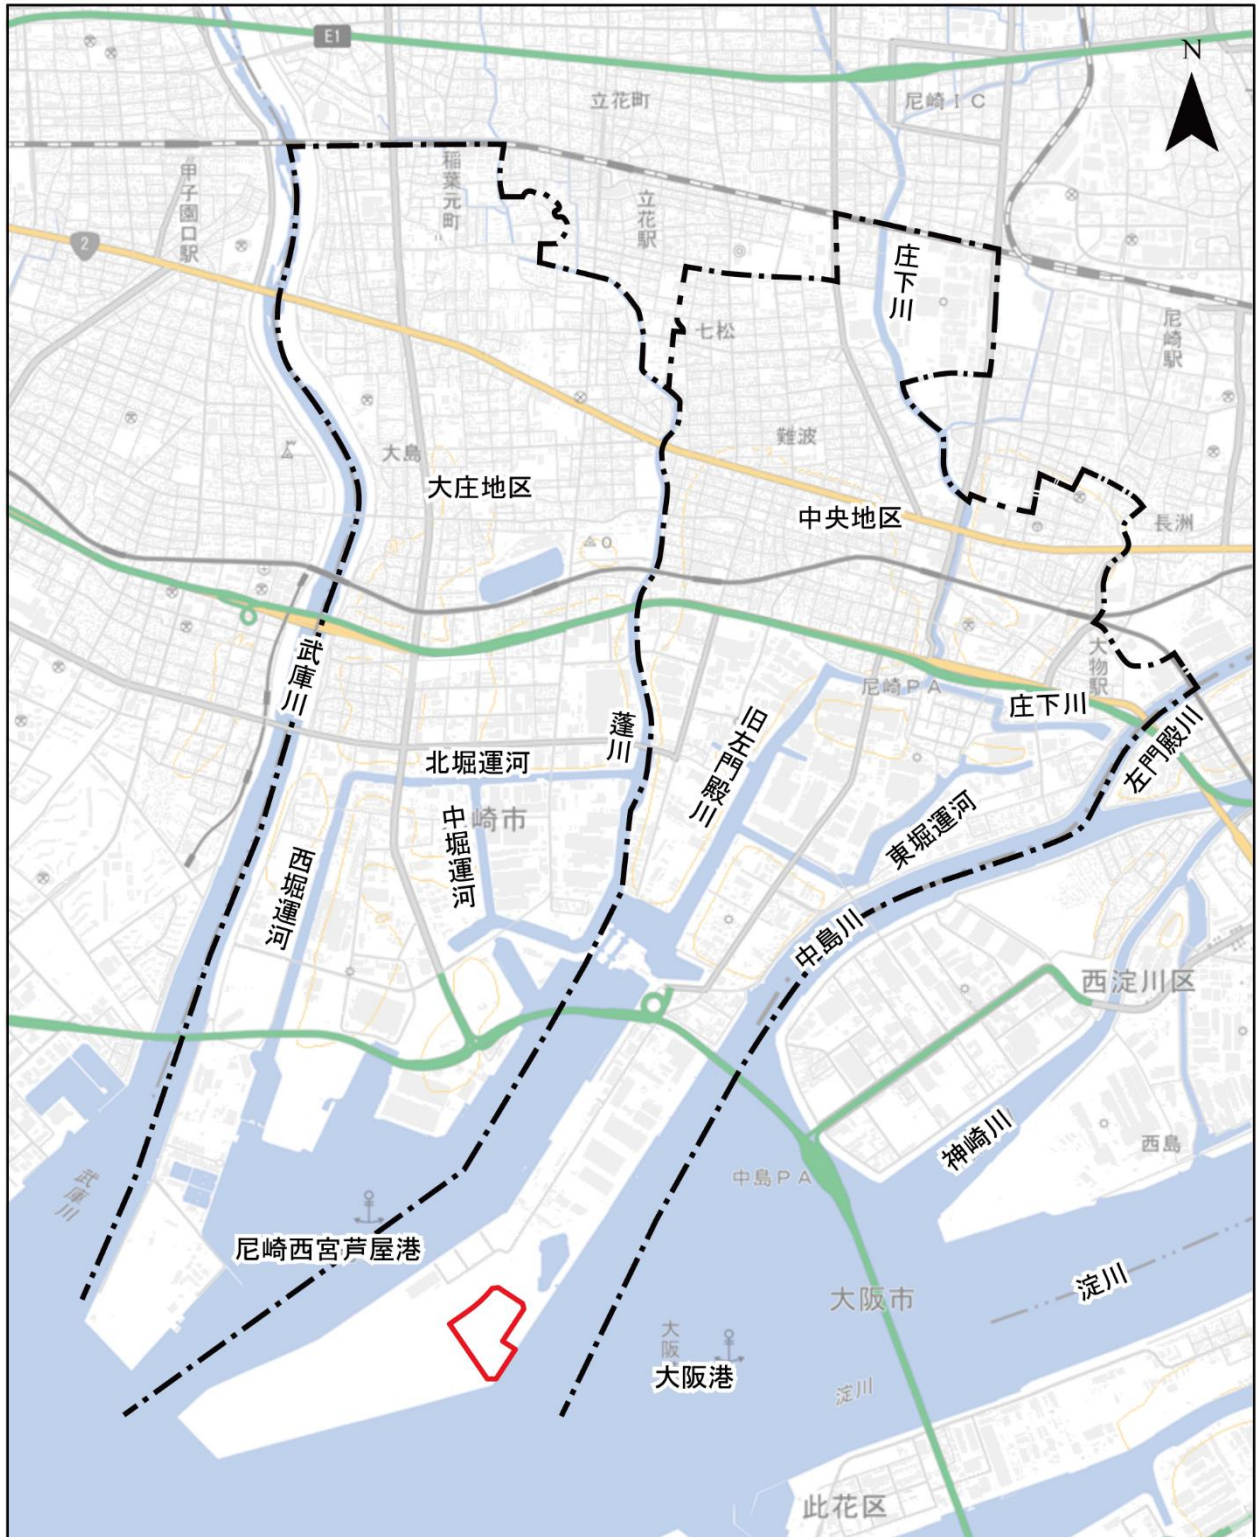 E1
N
立花町
尼崎IC
甲子園口駅
稲葉元町
立花駅
2
庄下川
七松
尼崎駅
難波
大島
大庄地区
中央地区
長洲
武庫川
大物駅
尼崎PA
庄下川
蓬川
旧左門殿川
左門殿川
北堀運河
中堀運河
崎市
東堀運河
西堀運河
中島川
西淀川区
神崎川
西島
武庫川
中島PA
尼崎西宮芦屋港
淀川
大阪市
大阪
大阪港
淀川
此花区